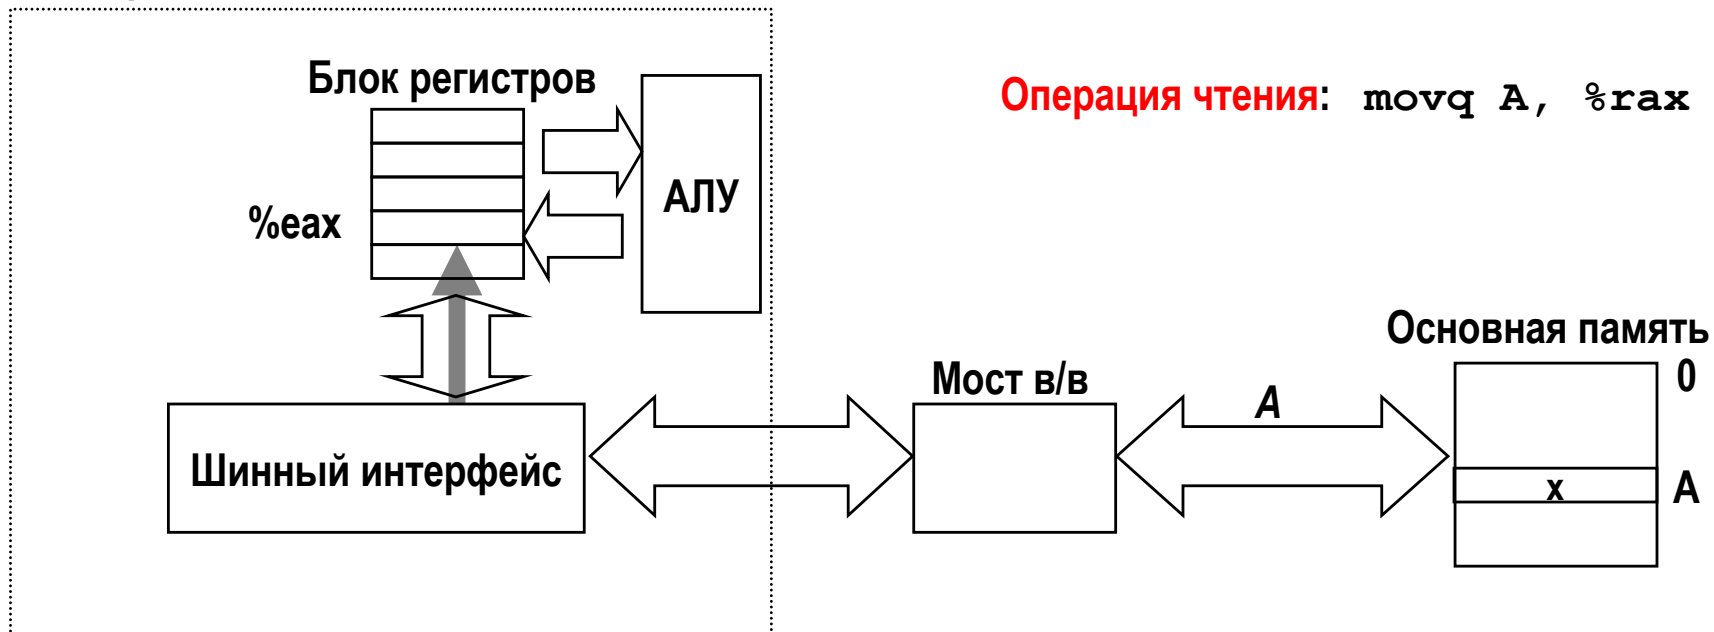 Блок регистров
Операция чтения: movq A, %rax
АЛУ
%eax
Основная память
0
Мост в/в
A
Шинный интерфейс
x
A